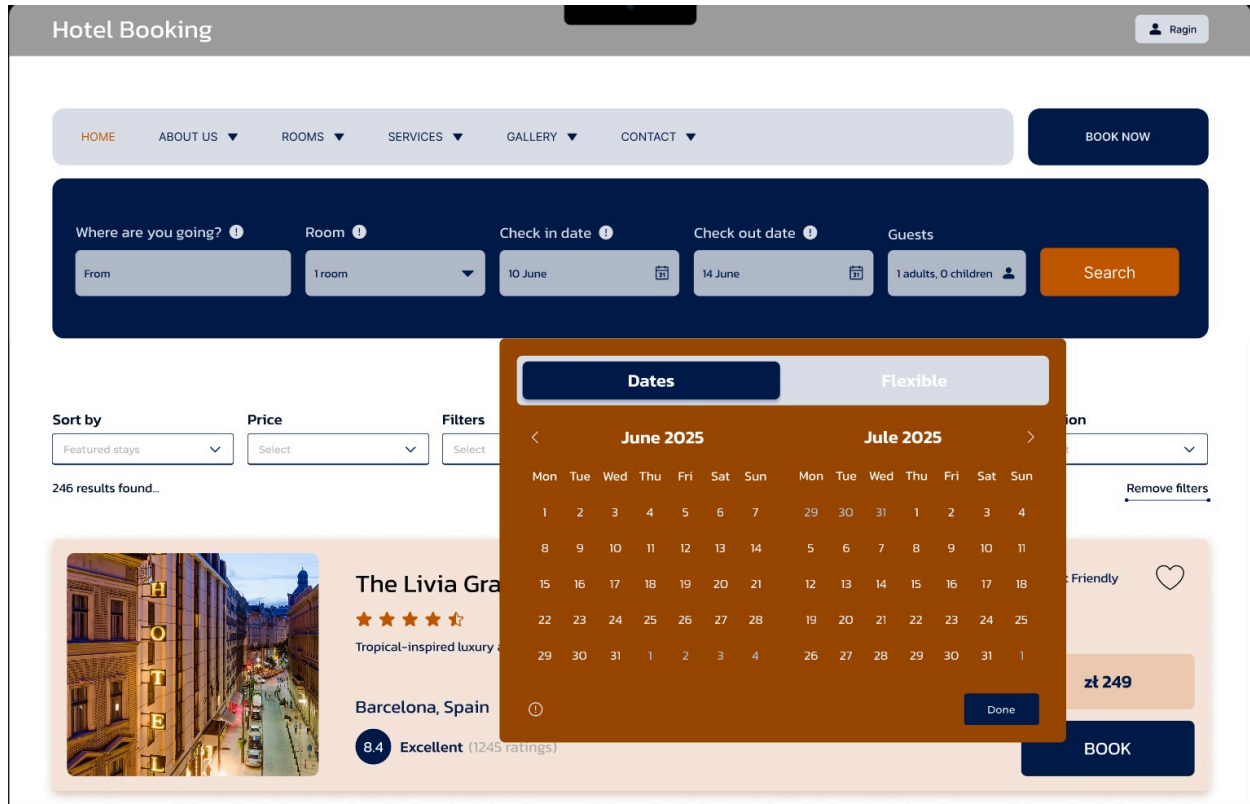 Hotel Booking
Ragin
HOME ABOUT US ROOMS SERVICES GALLERY CONTACT BOOK NOW
Where are you going? Room Check in date Check out date Guests
From 1 room 10 June 14 June 1 adults, 0 children Search
Dates Flexible
Sort by Price Filters ion
Featured stays Select Select t
June 2025 Jule 2025
246 results found... Remove filters
Mon Tue Wed Thu Fri Sat Sun Mon Tue Wed Thu Fri Sat Sun
1 2 3 4 5 6 7 29 30 31 1 2 3 4
8 9 10 11 12 13 14 5 6 7 8 9 10 11
15 16 17 18 19 20 21 12 13 14 15 16 17 18
22 23 24 25 26 27 28 19 20 21 22 23 24 25
29 30 31 1 2 3 4 26 27 28 29 30 31 1
Done
HOTEL
The Livia Gra
Friendly
Tropical-inspired luxury
Barcelona, Spain
8.4 Excellent (1245 ratings)
zł 249
BOOK